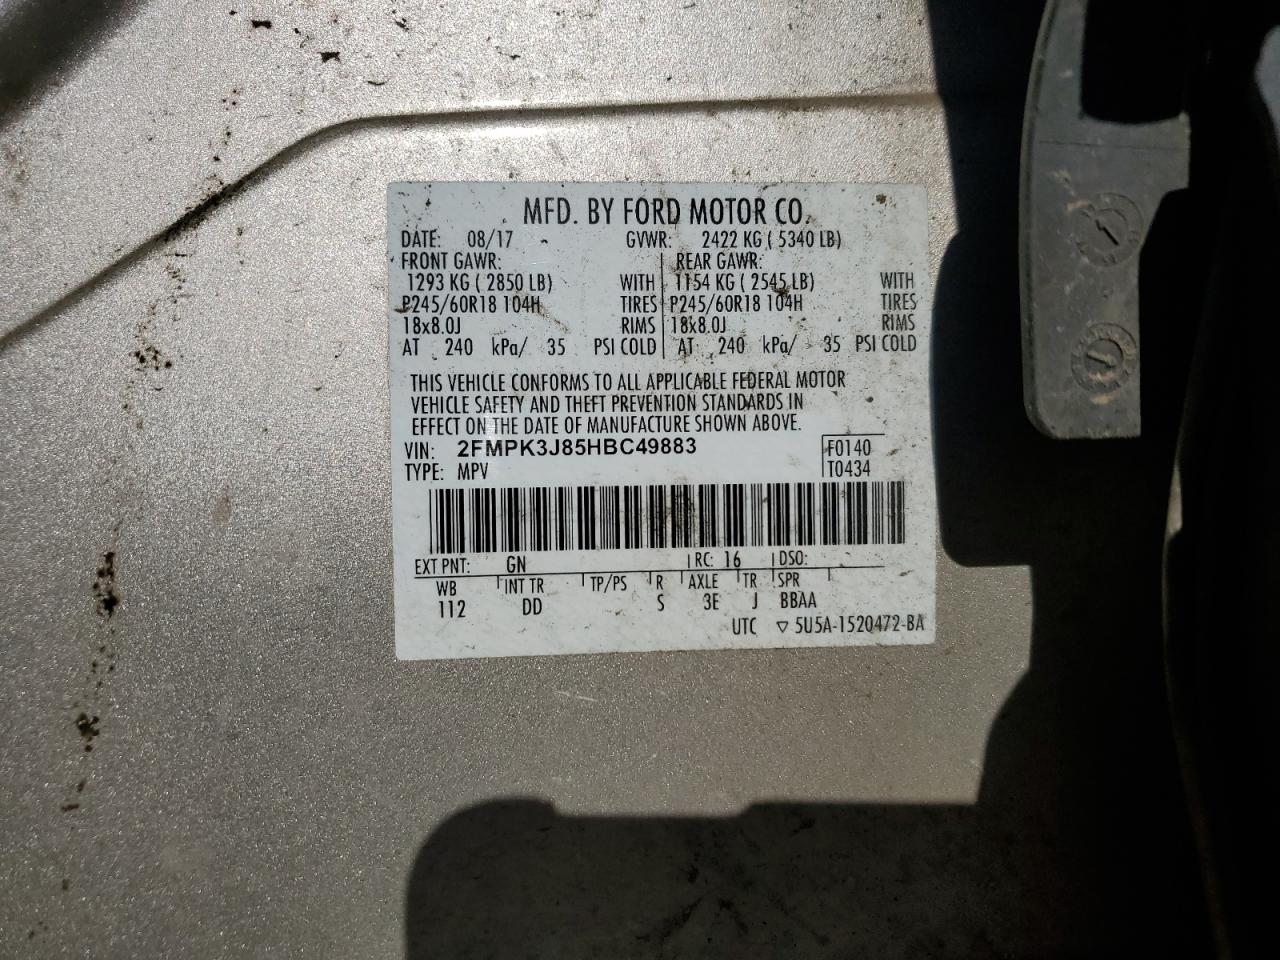 MFD. BY FORD MOTOR CO.
DATE: 08/17 GVWR: 2422 KG ( 5340 LB)
FRONT GAWR: REAR GAWR:
1293 KG ( 2850 LB) WITH 1154 KG ( 2545 LB) WITH
P245/60R18 104H TIRES P245/60R18 104H TIRES
18x8.0J RIMS 18x8.0J RIMS
AT 240 kPa/ 35 PSI COLD AT 240 kPa/ 35 PSI COLD
THIS VEHICLE CONFORMS TO ALL APPLICABLE FEDERAL MOTOR
VEHICLE SAFETY AND THEFT PREVENTION STANDARDS IN
EFFECT ON THE DATE OF MANUFACTURE SHOWN ABOVE.
VIN: 2FMPK3J85HBC49883 F0140
TYPE: MPV T0434
EXT PNT: GN RC: 16 DSO:
WB INT TR TP/PS R AXLE TR SPR
112 DD S 3E J BBAA
UTC ▽ 5U5A-1520472-BA